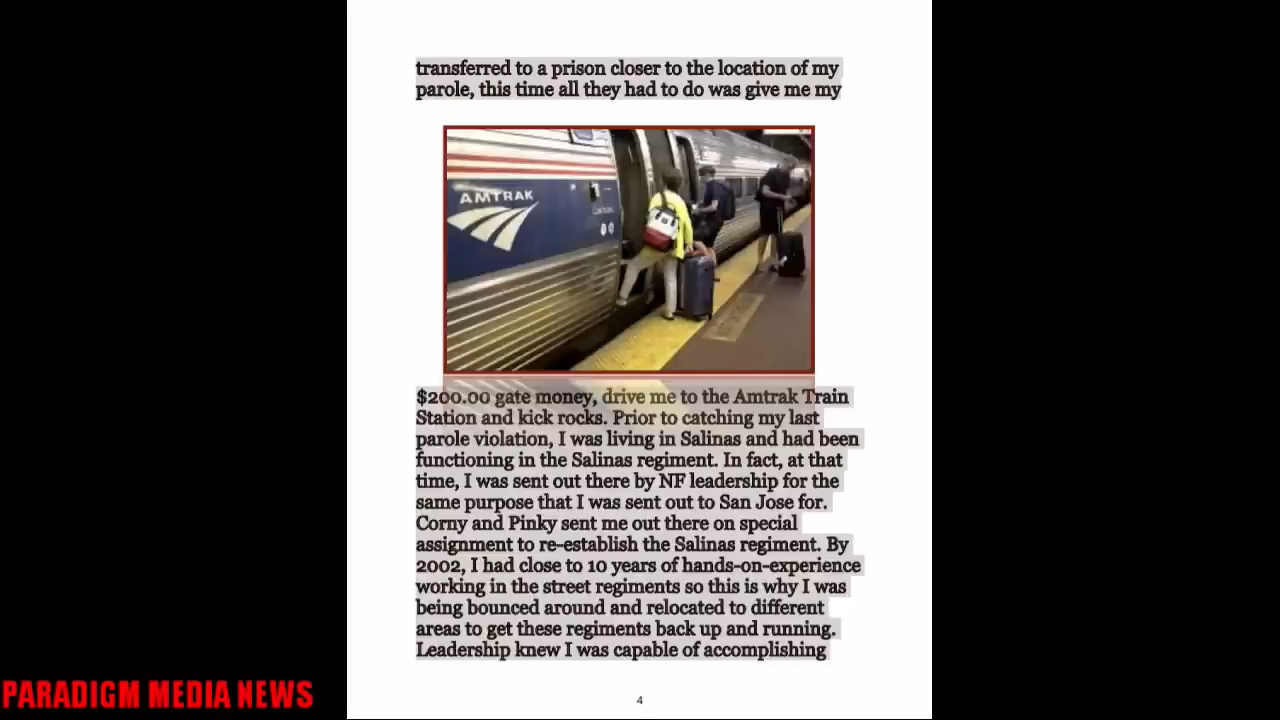 transferred to a prison closer to the location of my
parole, this time all they had to do was give me my
AMTRAK
$200.00 gate money, drive me to the Amtrak Train
Station and kick rocks. Prior to catching my last
parole violation, I was living in Salinas and had been
functioning in the Salinas regiment. In fact, at that
time, I was sent out there by NF leadership for the
same purpose that I was sent out to San Jose for.
Corny and Pinky sent me out there on special
assignment to re-establish the Salinas regiment. By
2002, I had close to 10 years of hands-on-experience
working in the street regiments so this is why I was
being bounced around and relocated to different
areas to get these regiments back up and running.
Leadership knew I was capable of accomplishing
4
PARADIGM MEDIA NEWS